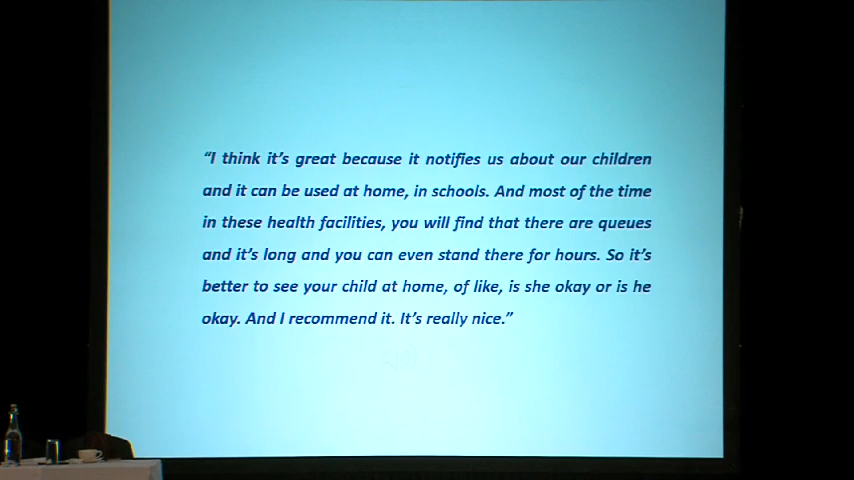 “I think it’s great because it notifies us about our children
and it can be used at home, in schools. And most of the time
in these health facilities, you will find that there are queues
and it’s long and you can even stand there for hours. So it’s
better to see your child at home, of like, is she okay or is he
okay. And I recommend it. It’s really nice.”